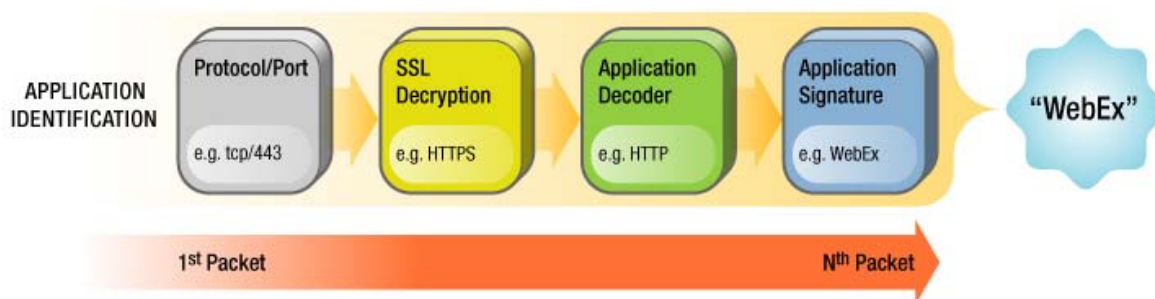 APPLICATION
IDENTIFICATION
Protocol/Port
e.g. tcp/443
SSL
Decryption
e.g. HTTPS
Application
Decoder
e.g. HTTP
Application
Signature
e.g. WebEx
“WebEx”
1st Packet
Nth Packet